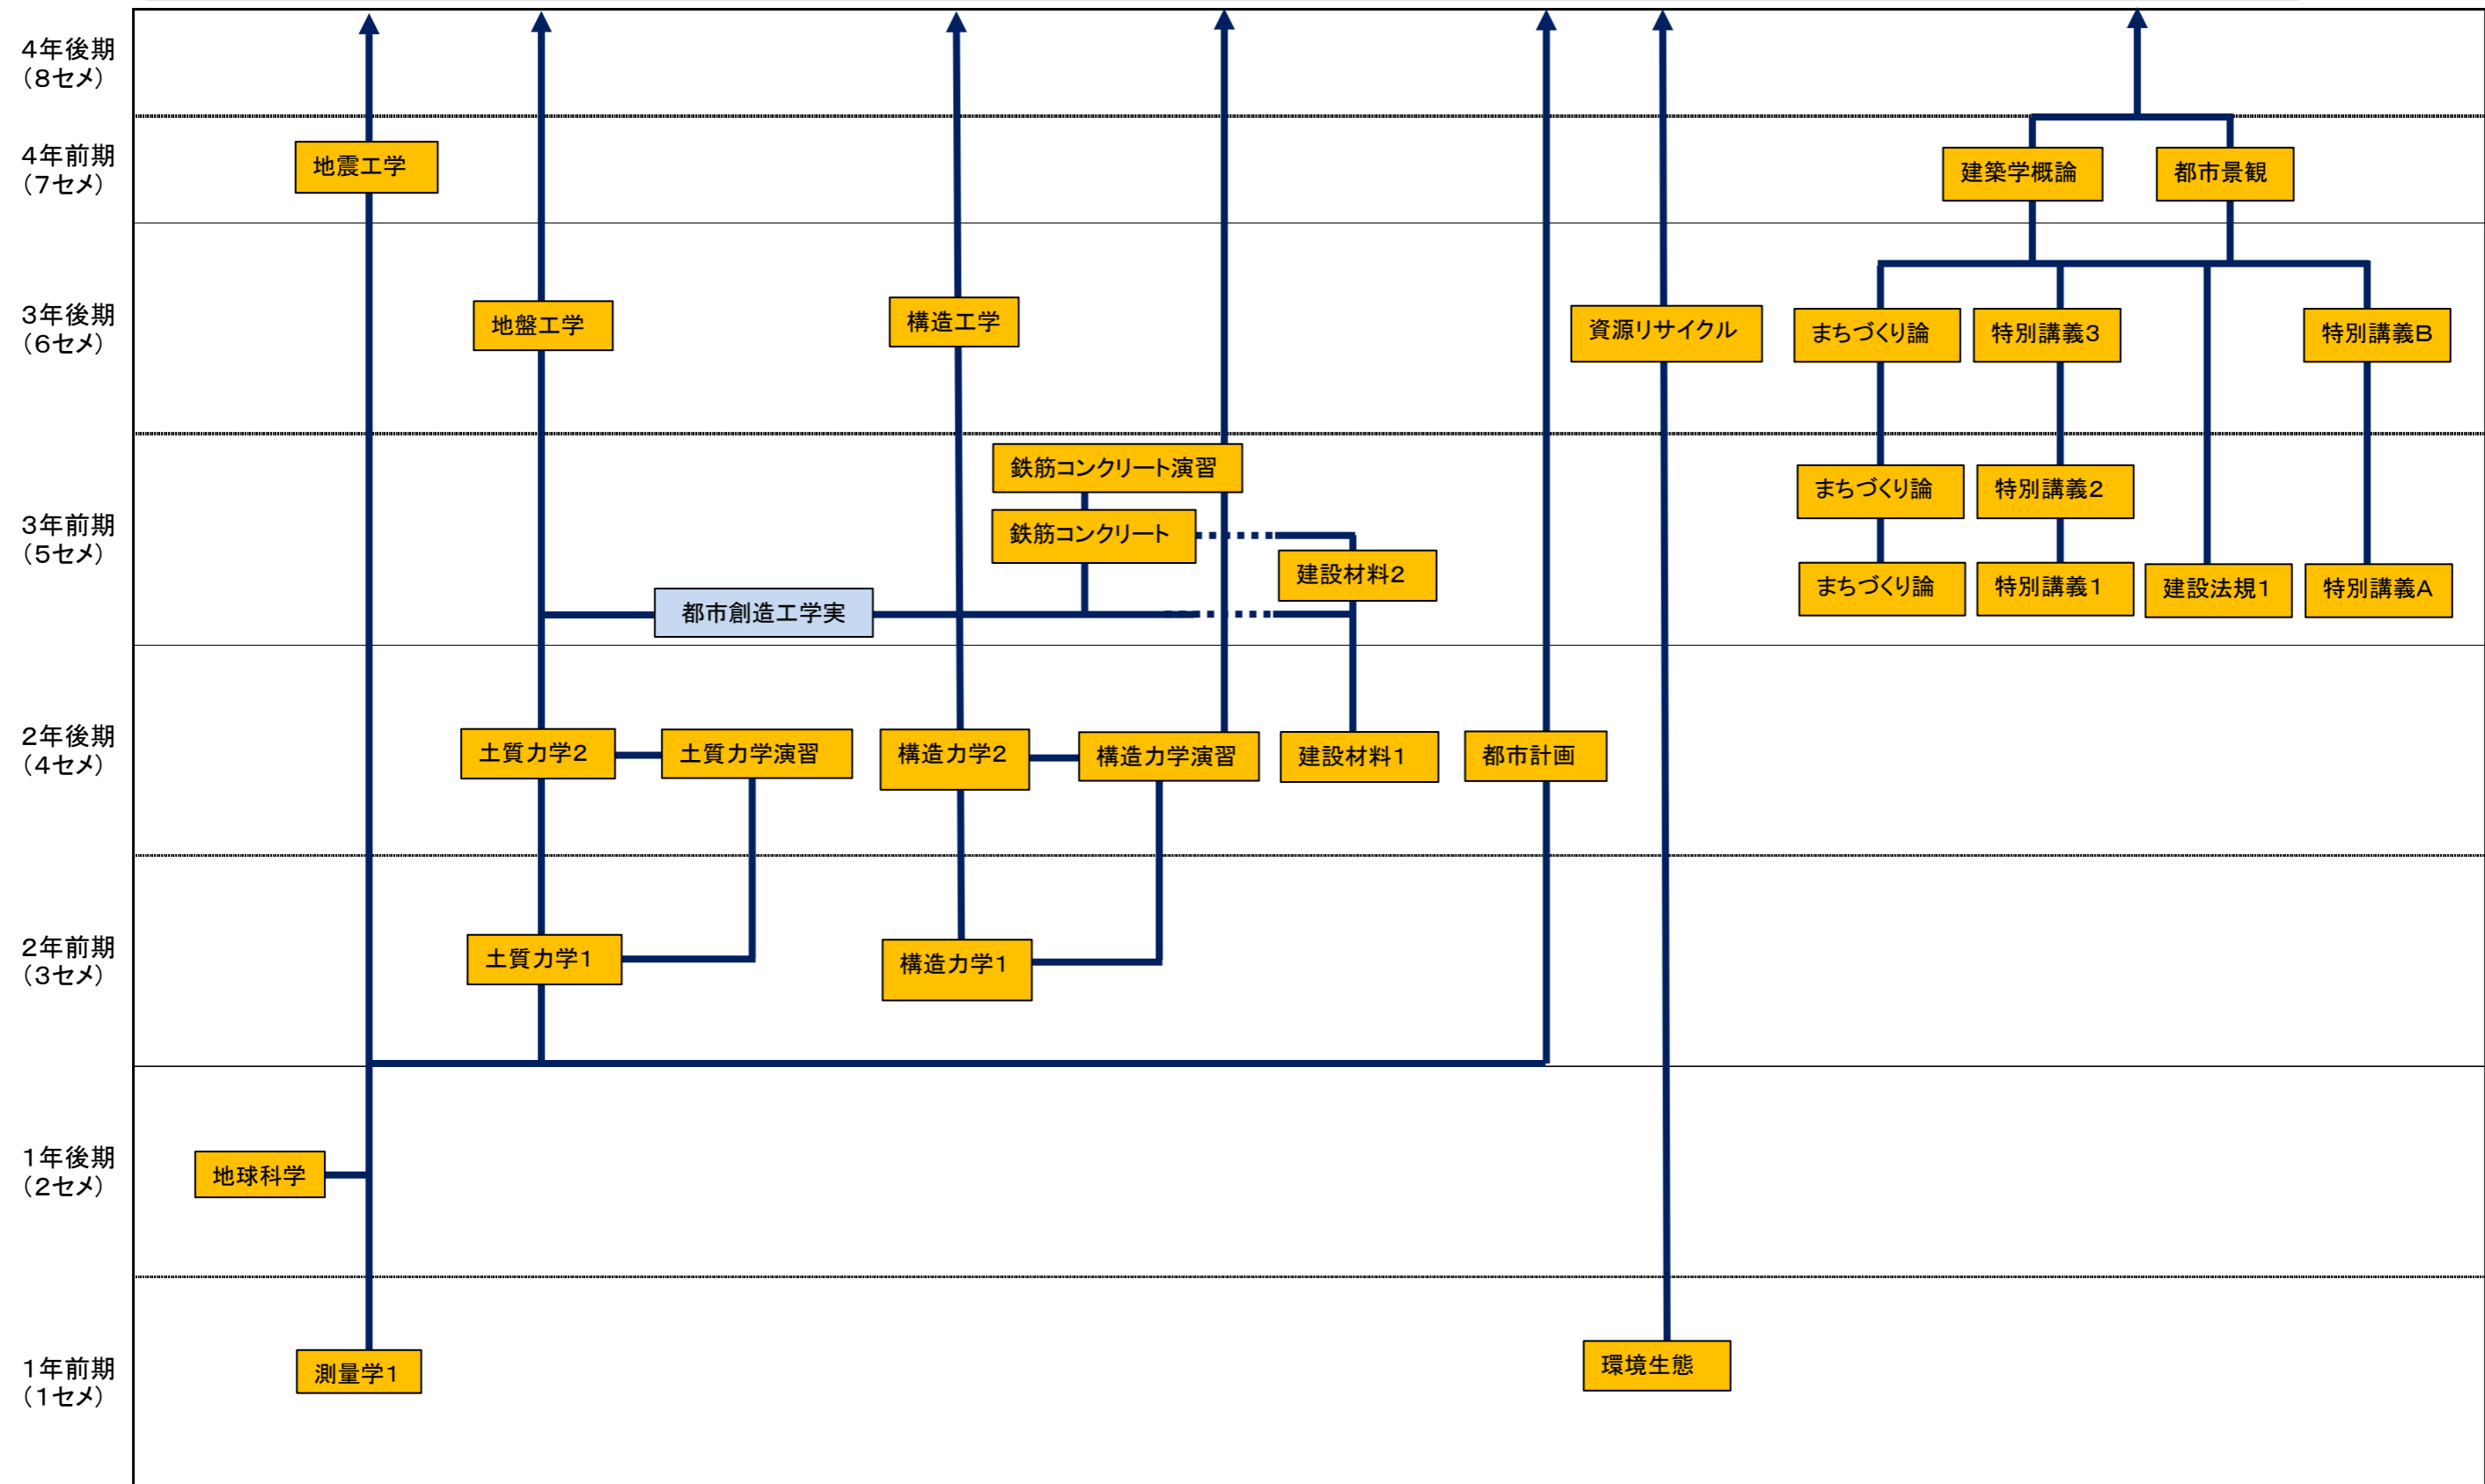 4年後期
(8セメ)
4年前期
(7セメ)
地震工学
建築学概論
都市景観
3年後期
(6セメ)
地盤工学
構造工学
資源リサイクル
まちづくり論
特別講義3
特別講義B
3年前期
(5セメ)
鉄筋コンクリート演習
まちづくり論
特別講義2
鉄筋コンクリート
建設材料2
まちづくり論
特別講義1
建設法規1
特別講義A
都市創造工学実
2年後期
(4セメ)
土質力学2
土質力学演習
構造力学2
構造力学演習
建設材料1
都市計画
2年前期
(3セメ)
土質力学1
構造力学1
1年後期
(2セメ)
地球科学
1年前期
(1セメ)
測量学1
環境生態